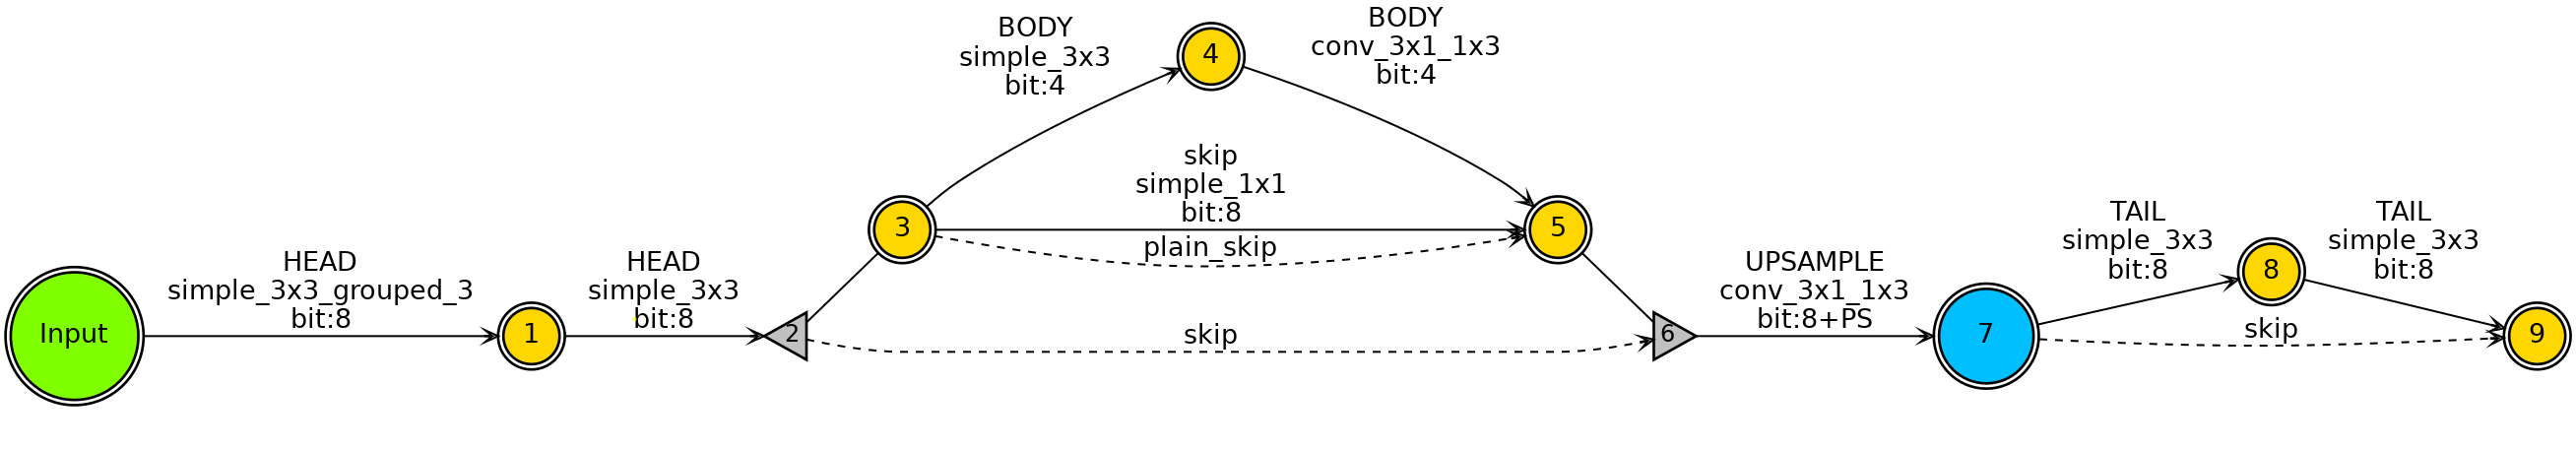 Input
HEAD
simple_3x3_grouped_3
bit:8
1
HEAD
simple_3x3
bit:8
2
3
BODY
simple_3x3
bit:4
4
BODY
conv_3x1_1x3
bit:4
skip
simple_1x1
bit:8
plain_skip
5
skip
6
UPSAMPLE
conv_3x1_1x3
bit:8+PS
7
TAIL
simple_3x3
bit:8
8
TAIL
simple_3x3
bit:8
skip
9